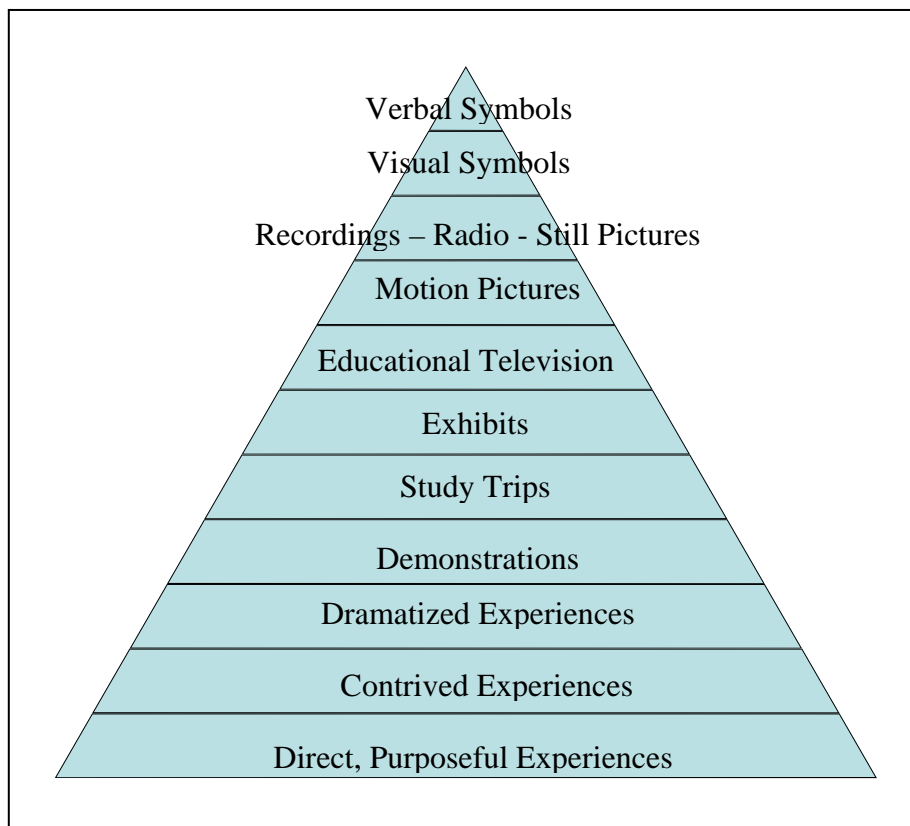 Verbal Symbols
Visual Symbols
Recordings – Radio - Still Pictures
Motion Pictures
Educational Television
Exhibits
Study Trips
Demonstrations
Dramatized Experiences
Contrived Experiences
Direct, Purposeful Experiences